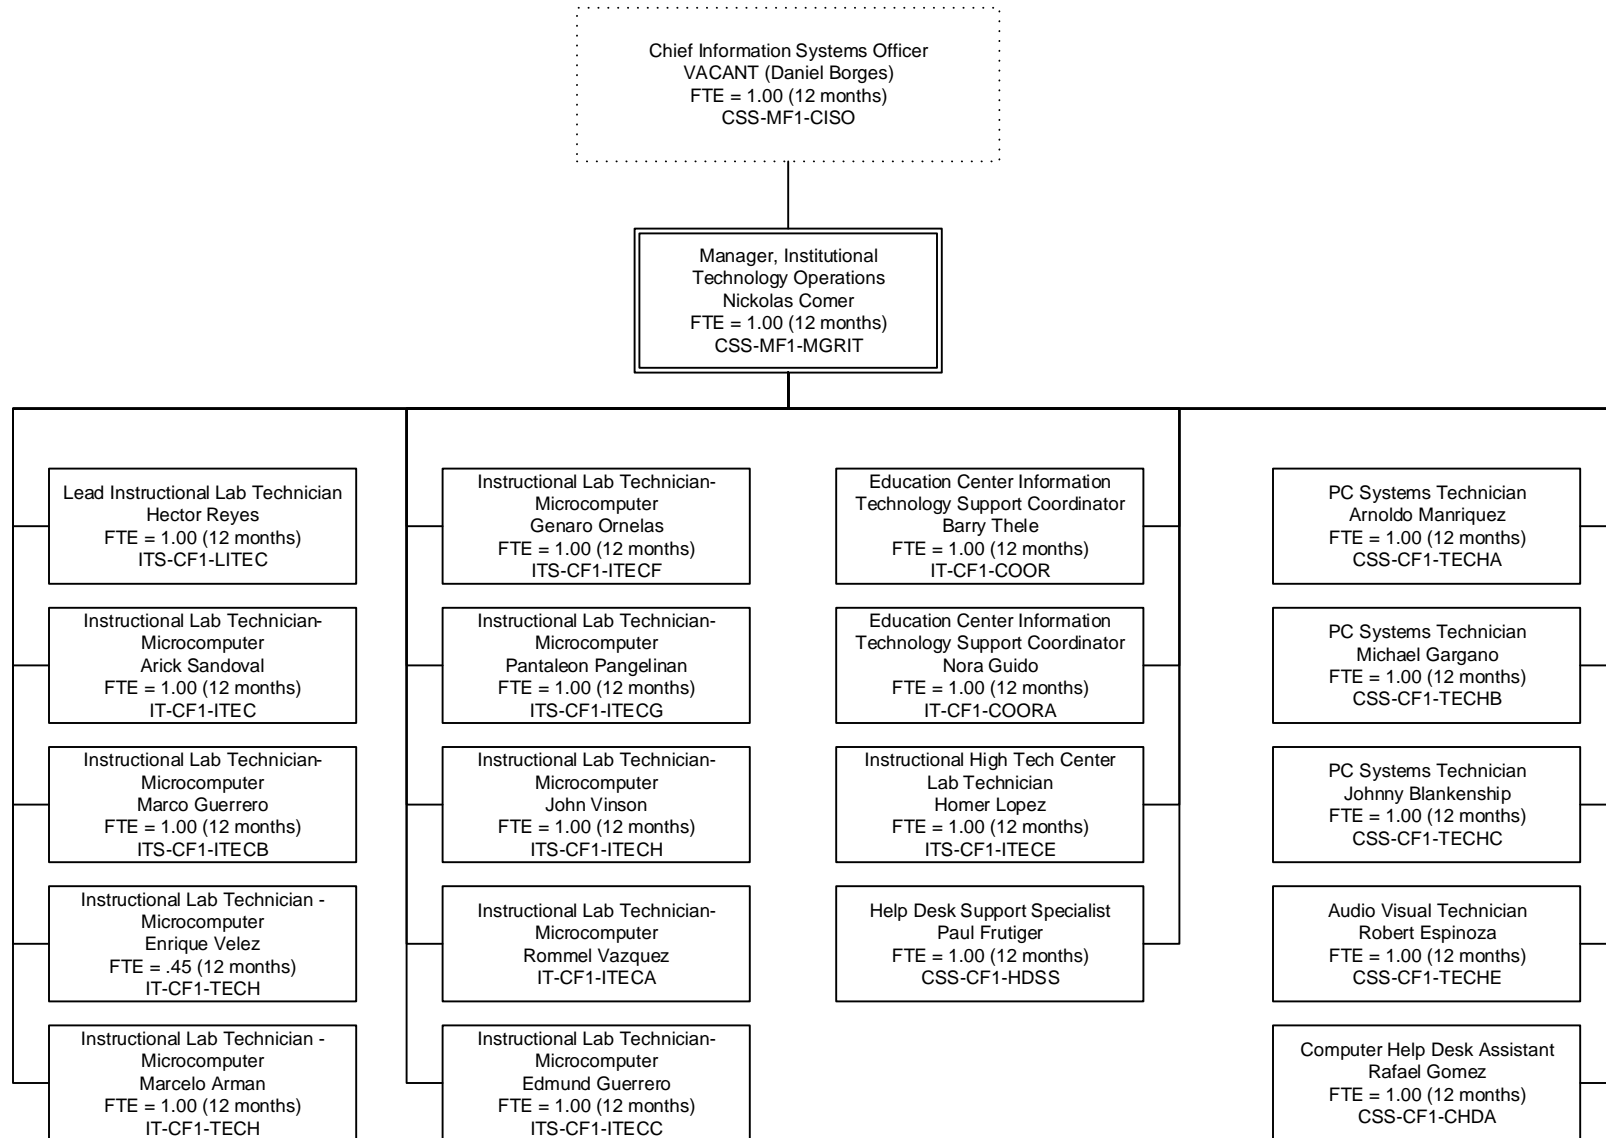 Chief Information Systems Officer
VACANT (Daniel Borges)
FTE = 1.00 (12 months)
CSS-MF1-CISO
Manager, Institutional
Technology Operations
Nickolas Comer
FTE = 1.00 (12 months)
CSS-MF1-MGRIT
Lead Instructional Lab Technician
Hector Reyes
FTE = 1.00 (12 months)
ITS-CF1-LITEC
Instructional Lab Technician-
Microcomputer
Arick Sandoval
FTE = 1.00 (12 months)
IT-CF1-ITEC
Instructional Lab Technician-
Microcomputer
Marco Guerrero
FTE = 1.00 (12 months)
ITS-CF1-ITECB
Instructional Lab Technician -
Microcomputer
Enrique Velez
FTE = .45 (12 months)
IT-CF1-TECH
Instructional Lab Technician -
Microcomputer
Marcelo Arman
FTE = 1.00 (12 months)
IT-CF1-TECH
Instructional Lab Technician-
Microcomputer
Genaro Ornelas
FTE = 1.00 (12 months)
ITS-CF1-ITECF
Instructional Lab Technician-
Microcomputer
Pantaleon Pangelinan
FTE = 1.00 (12 months)
ITS-CF1-ITECG
Instructional Lab Technician-
Microcomputer
John Vinson
FTE = 1.00 (12 months)
ITS-CF1-ITECH
Instructional Lab Technician-
Microcomputer
Rommel Vazquez
IT-CF1-ITECA
Instructional Lab Technician-
Microcomputer
Edmund Guerrero
FTE = 1.00 (12 months)
ITS-CF1-ITECC
Education Center Information
Technology Support Coordinator
Barry Thele
FTE = 1.00 (12 months)
IT-CF1-COOR
Education Center Information
Technology Support Coordinator
Nora Guido
FTE = 1.00 (12 months)
IT-CF1-COORA
Instructional High Tech Center
Lab Technician
Homer Lopez
FTE = 1.00 (12 months)
ITS-CF1-ITECE
Help Desk Support Specialist
Paul Frutiger
FTE = 1.00 (12 months)
CSS-CF1-HDSS
PC Systems Technician
Arnoldo Manriquez
FTE = 1.00 (12 months)
CSS-CF1-TECHA
PC Systems Technician
Michael Gargano
FTE = 1.00 (12 months)
CSS-CF1-TECHB
PC Systems Technician
Johnny Blankenship
FTE = 1.00 (12 months)
CSS-CF1-TECHC
Audio Visual Technician
Robert Espinoza
FTE = 1.00 (12 months)
CSS-CF1-TECHE
Computer Help Desk Assistant
Rafael Gomez
FTE = 1.00 (12 months)
CSS-CF1-CHDA